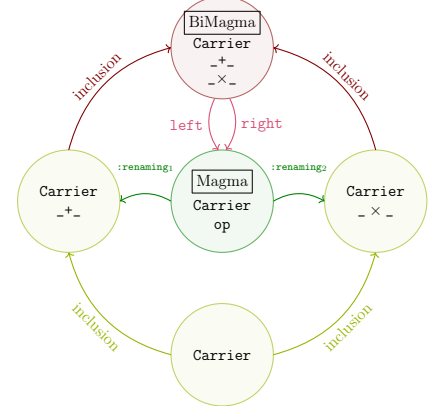 BiMagma
Carrier
_+_
_×_
inclusion
inclusion
left
right
:renaming₁
:renaming₂
Carrier
_+_
Magma
Carrier
op
Carrier
_ × _
inclusion
inclusion
Carrier